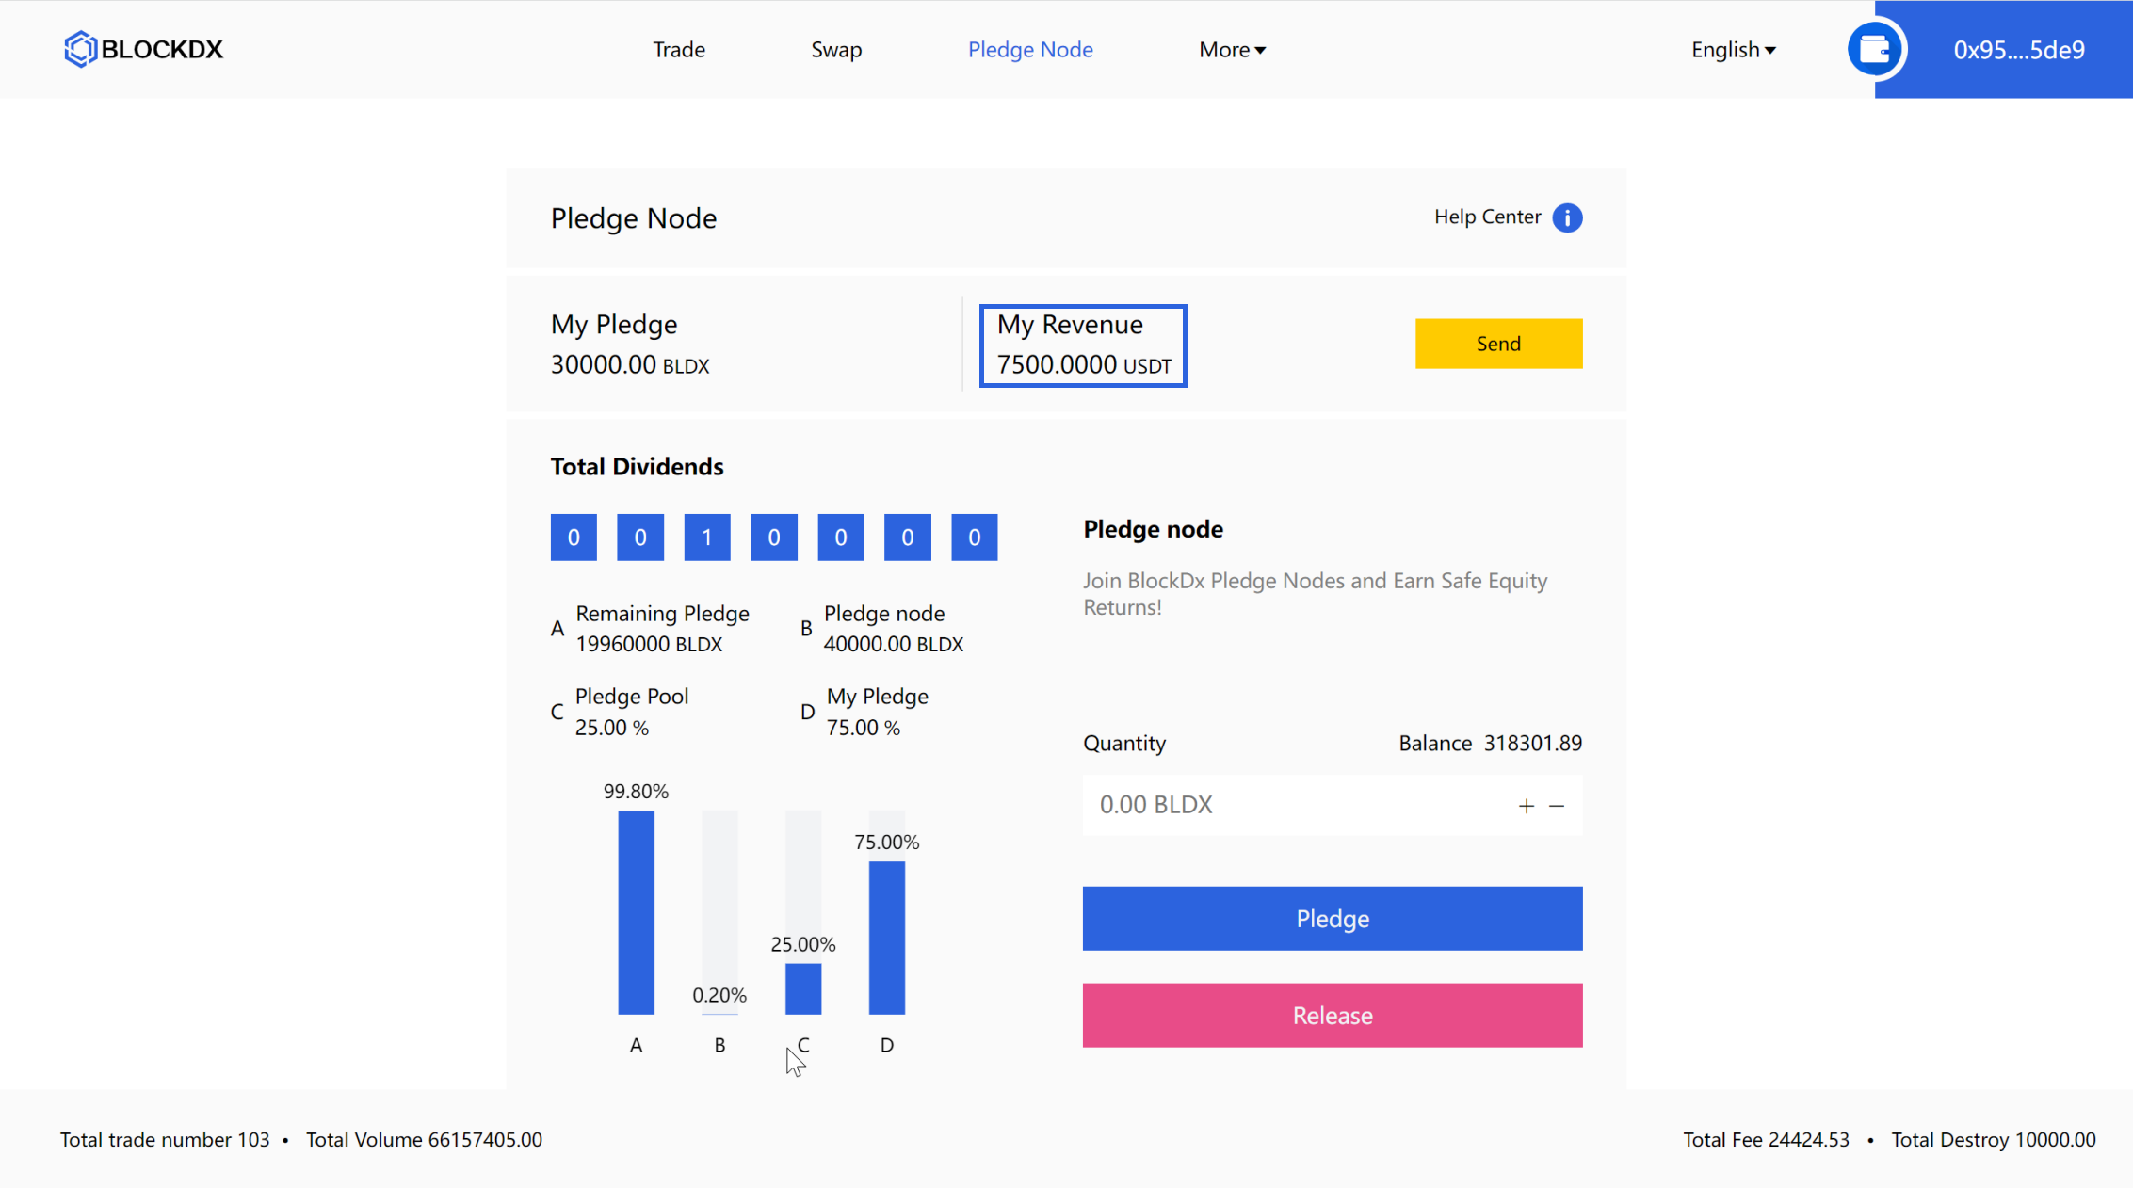 BLOCKDX
Trade
Swap
Pledge Node
More
English
0x95....5de9
Pledge Node
Help Center
My Pledge
30000.00 BLDX
My Revenue
7500.0000 USDT
Send
Total Dividends
0 0 1 0 0 0 0
A Remaining Pledge
19960000 BLDX
B Pledge node
40000.00 BLDX
C Pledge Pool
25.00 %
D My Pledge
75.00 %
99.80%
0.20%
25.00%
75.00%
A B C D
Pledge node
Join BlockDx Pledge Nodes and Earn Safe Equity
Returns!
Quantity
Balance 318301.89
0.00 BLDX
+ −
Pledge
Release
Total trade number 103 • Total Volume 66157405.00
Total Fee 24424.53 • Total Destroy 10000.00